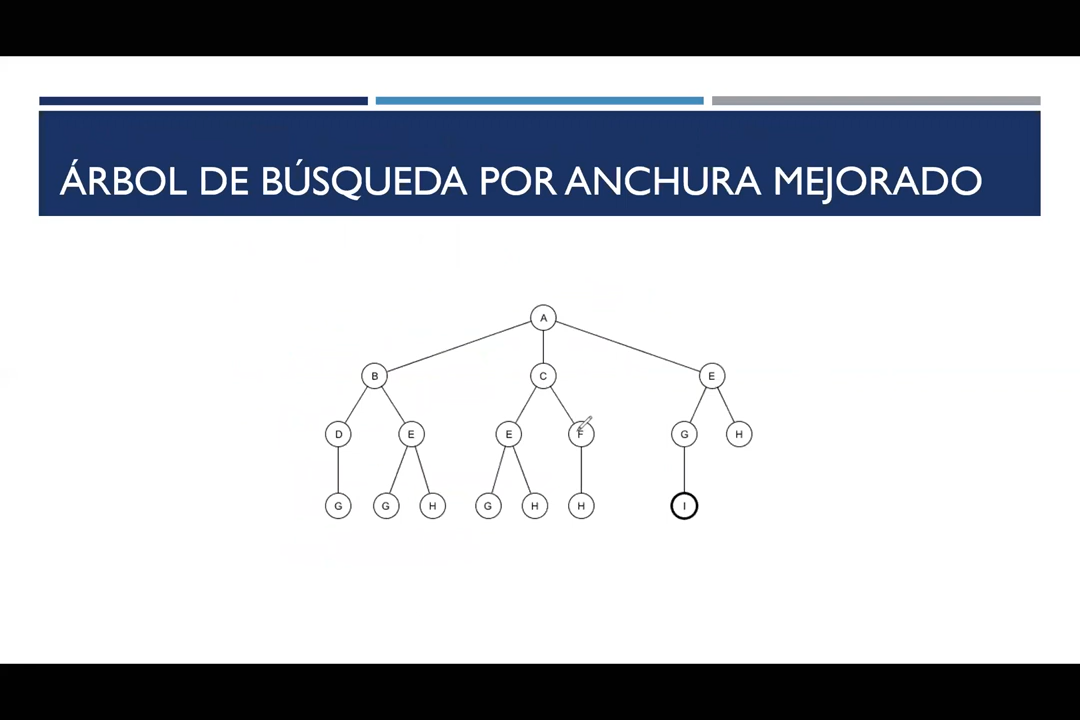 ÁRBOL DE BÚSQUEDA POR ANCHURA MEJORADO
A
B C E
D E E F G H
G G H G H H I